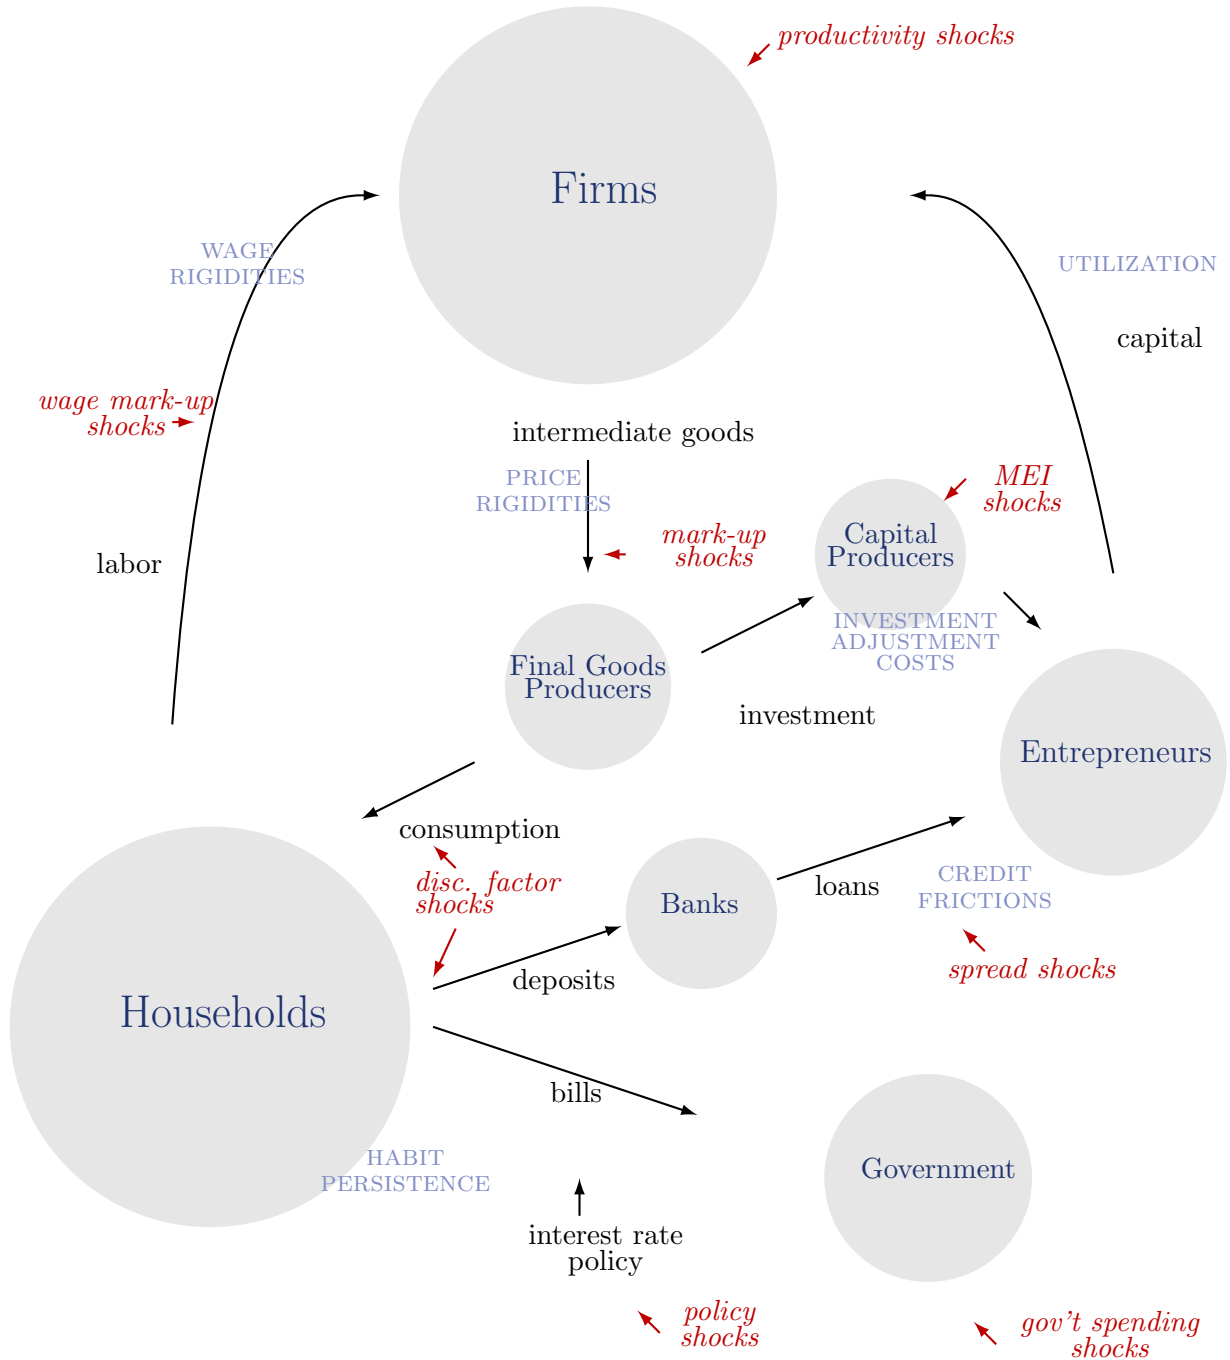 productivity shocks
Firms
WAGE
RIGIDITIES
UTILIZATION
capital
wage mark-up
shocks
intermediate goods
PRICE
RIGIDITIES
MEI
shocks
mark-up
shocks
Capital
Producers
labor
INVESTMENT
ADJUSTMENT
COSTS
Final Goods
Producers
investment
Entrepreneurs
consumption
disc. factor
shocks
Banks
loans
CREDIT
FRICTIONS
deposits
spread shocks
Households
bills
HABIT
PERSISTENCE
Government
interest rate
policy
policy
shocks
gov't spending
shocks